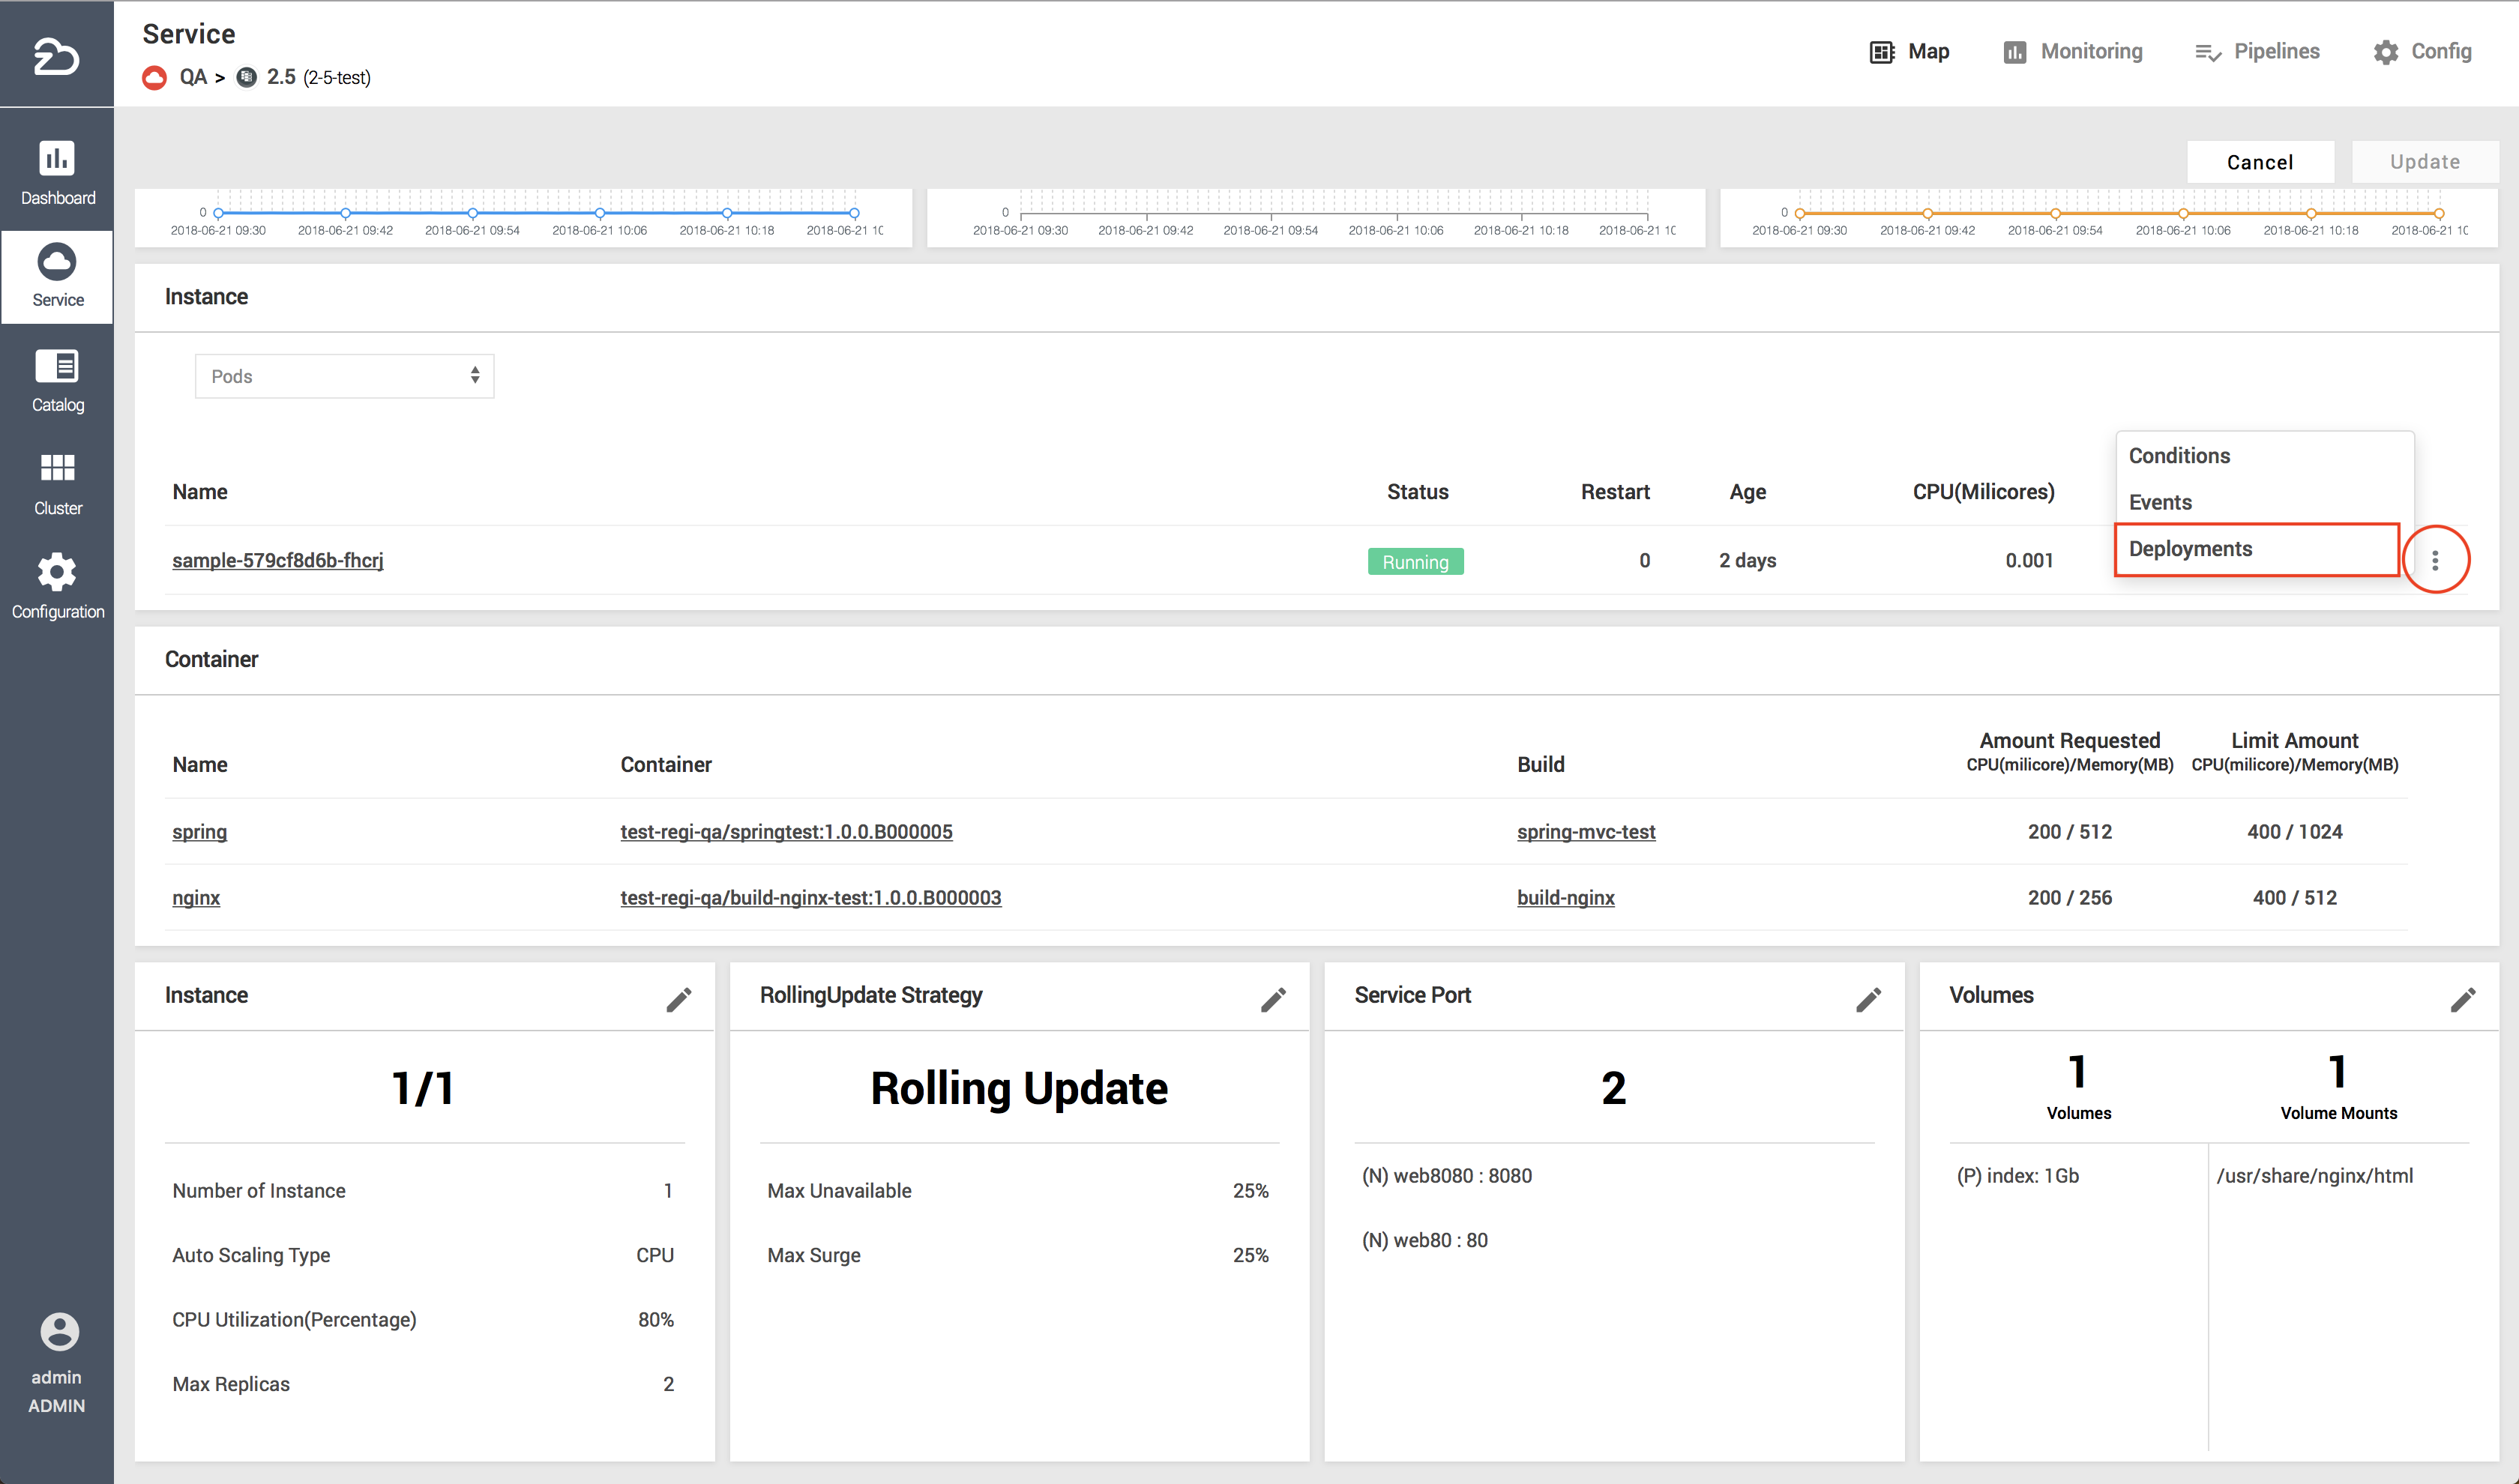 Service
QA > 2.5 (2-5-test)
Map
Monitoring
Pipelines
Config
Dashboard
Service
Catalog
Cluster
Configuration
admin
ADMIN
Cancel
Update
0
2018-06-21 09:30 2018-06-21 09:42 2018-06-21 09:54 2018-06-21 10:06 2018-06-21 10:18 2018-06-21 1
0
2018-06-21 09:30 2018-06-21 09:42 2018-06-21 09:54 2018-06-21 10:06 2018-06-21 10:18 2018-06-21 1
0
2018-06-21 09:30 2018-06-21 09:42 2018-06-21 09:54 2018-06-21 10:06 2018-06-21 10:18 2018-06-21 1
Instance
Pods
Name Status Restart Age CPU(Milicores)
sample-579cf8d6b-fhcrj Running 0 2 days 0.001
Conditions
Events
Deployments
Container
Name Container Build Amount Requested Limit Amount
CPU(milicore)/Memory(MB) CPU(milicore)/Memory(MB)
spring test-regi-qa/springtest:1.0.0.B000005 spring-mvc-test 200 / 512 400 / 1024
nginx test-regi-qa/build-nginx-test:1.0.0.B000003 build-nginx 200 / 256 400 / 512
Instance
1/1
Number of Instance 1
Auto Scaling Type CPU
CPU Utilization(Percentage) 80%
Max Replicas 2
RollingUpdate Strategy
Rolling Update
Max Unavailable 25%
Max Surge 25%
Service Port
2
(N) web8080 : 8080
(N) web80 : 80
Volumes
1 1
Volumes Volume Mounts
(P) index: 1Gb /usr/share/nginx/html